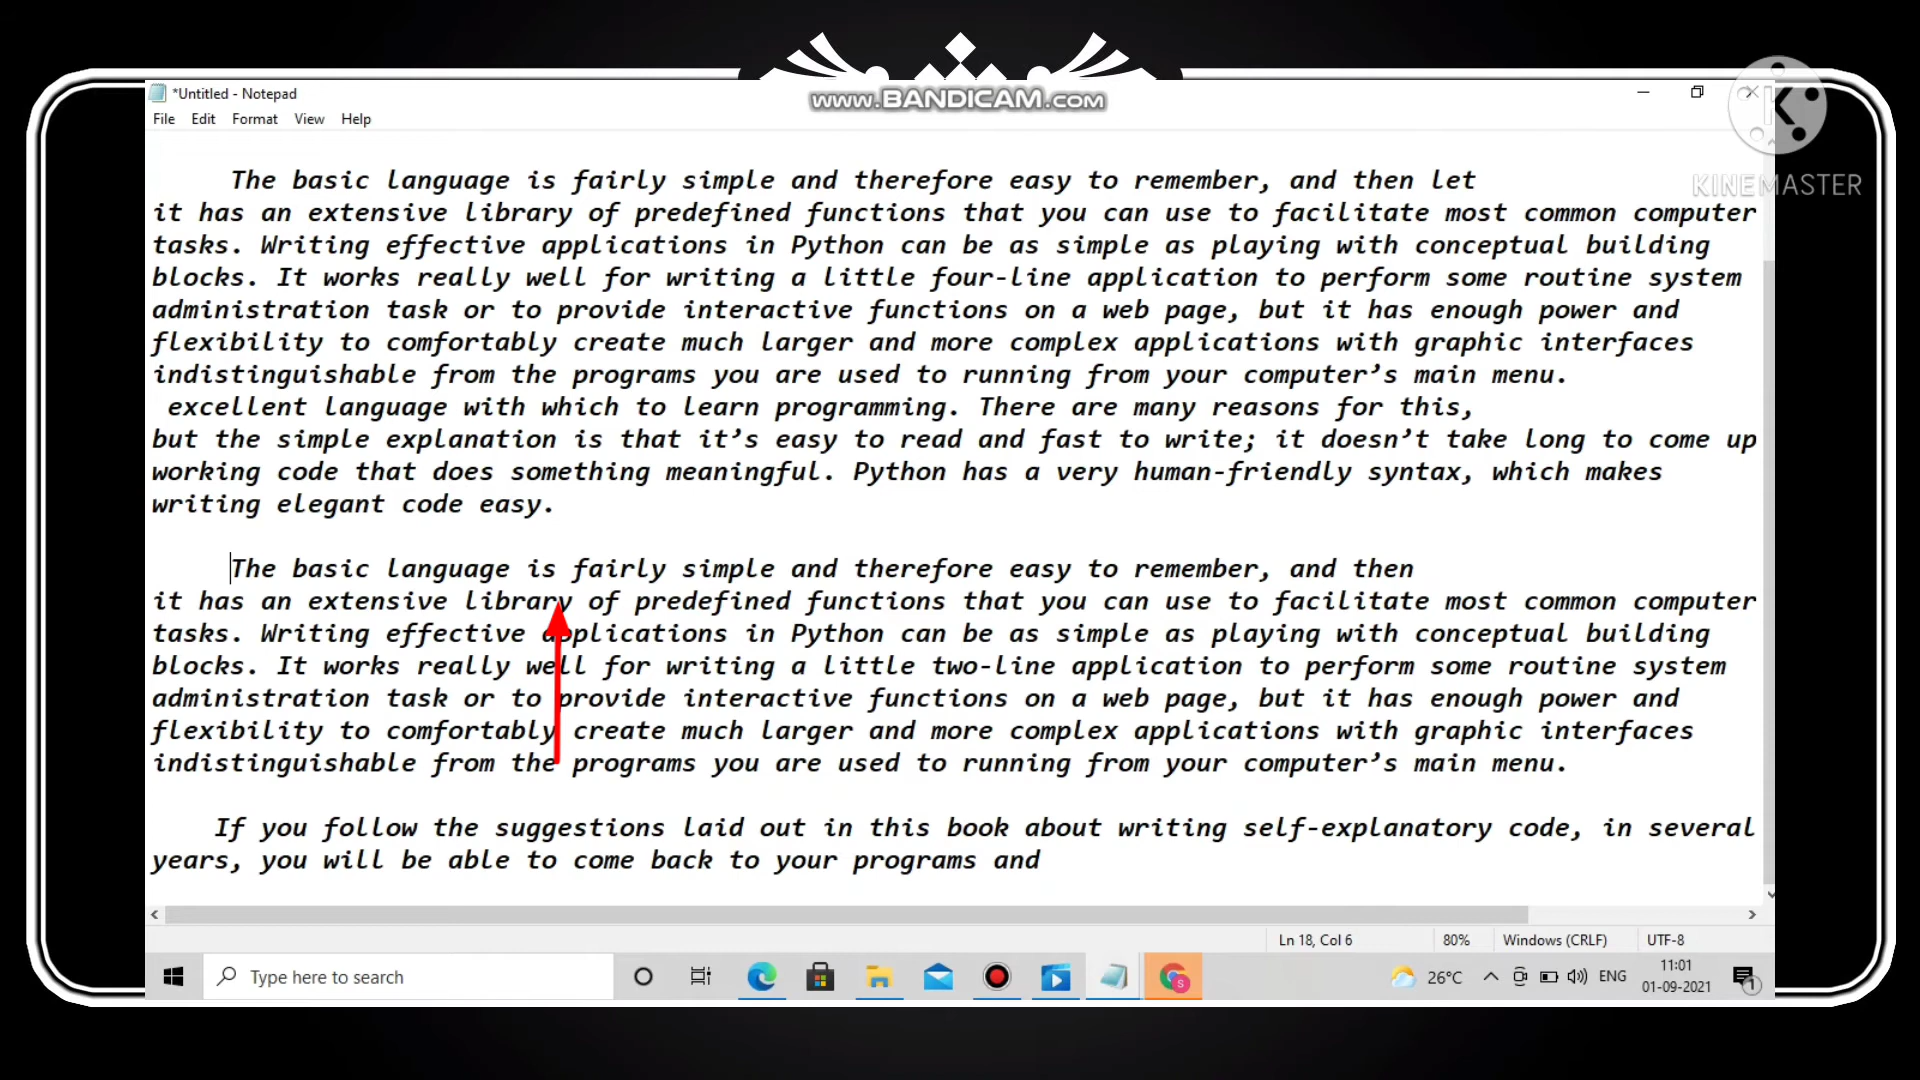 www.BANDICAM.com
*Untitled - Notepad
File Edit Format View Help
KINEMASTER
The basic language is fairly simple and therefore easy to remember, and then let
it has an extensive library of predefined functions that you can use to facilitate most common computer
tasks. Writing effective applications in Python can be as simple as playing with conceptual building
blocks. It works really well for writing a little four-line application to perform some routine system
administration task or to provide interactive functions on a web page, but it has enough power and
flexibility to comfortably create much larger and more complex applications with graphic interfaces
indistinguishable from the programs you are used to running from your computer’s main menu.
excellent language with which to learn programming. There are many reasons for this,
but the simple explanation is that it’s easy to read and fast to write; it doesn’t take long to come up
working code that does something meaningful. Python has a very human-friendly syntax, which makes
writing elegant code easy.
The basic language is fairly simple and therefore easy to remember, and then
it has an extensive library of predefined functions that you can use to facilitate most common computer
tasks. Writing effective applications in Python can be as simple as playing with conceptual building
blocks. It works really well for writing a little two-line application to perform some routine system
administration task or to provide interactive functions on a web page, but it has enough power and
flexibility to comfortably create much larger and more complex applications with graphic interfaces
indistinguishable from the programs you are used to running from your computer’s main menu.
If you follow the suggestions laid out in this book about writing self-explanatory code, in several
years, you will be able to come back to your programs and
Ln 18, Col 6 80% Windows (CRLF) UTF-8
Type here to search 26°C ENG 11:01
01-09-2021 1